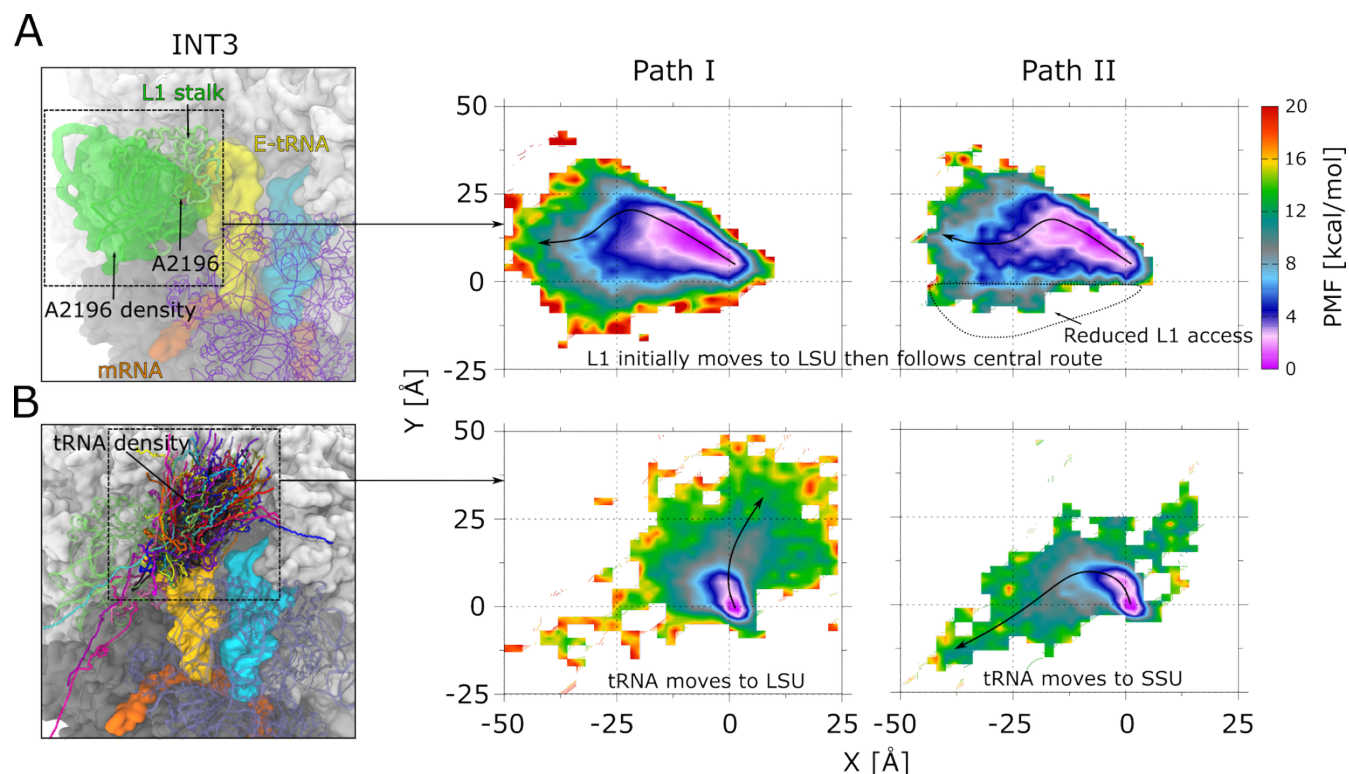 A
INT3
L1 stalk
E-tRNA
A2196
A2196 density
mRNA
Path I
Path II
50
25
0
-25
Reduced L1 access
L1 initially moves to LSU then follows central route
20
16
12
8
4
0
PMF [kcal/mol]
Y [Å]
B
tRNA density
50
25
0
-25
tRNA moves to LSU
tRNA moves to SSU
-50
-25
0
25
-50
-25
0
25
X [Å]